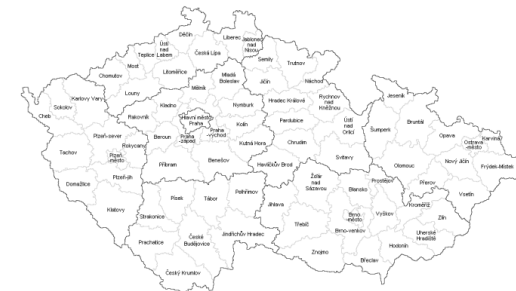 Děčín
Liberec
Jablonec
nad
Nisou
Ústí
nad
Labem
Teplice
Česká Lípa
Semily
Trutnov
Most
Chomutov
Litoměřice
Mladá
Boleslav
Jičín
Náchod
Louny
Mělník
Karlovy Vary
Sokolov
Cheb
Kladno
Nymburk
Hradec Králové
Rychnov
nad
Kněžnou
Jeseník
Rakovník
Hlavní město
Praha
Praha
-východ
Praha
-západ
Kolín
Pardubice
Ústí
nad
Orlicí
Šumperk
Bruntál
Opava
Karviná
Ostrava
-město
Plzeň-sever
Rokycany
Beroun
Kutná Hora
Chrudim
Svitavy
Tachov
Plzeň-
město
Příbram
Benešov
Havlíčkův Brod
Olomouc
Nový Jičín
Frýdek-Místek
Domažlice
Plzeň-jih
Žďár
nad
Sázavou
Prostějov
Přerov
Vsetín
Klatovy
Písek
Tábor
Pelhřimov
Jihlava
Blansko
Vyškov
Kroměříž
Zlín
Strakonice
Brno-
město
Brno-venkov
Třebíč
Uherské
Hradiště
Prachatice
České
Budějovice
Jindřichův Hradec
Znojmo
Hodonín
Břeclav
Český Krumlov